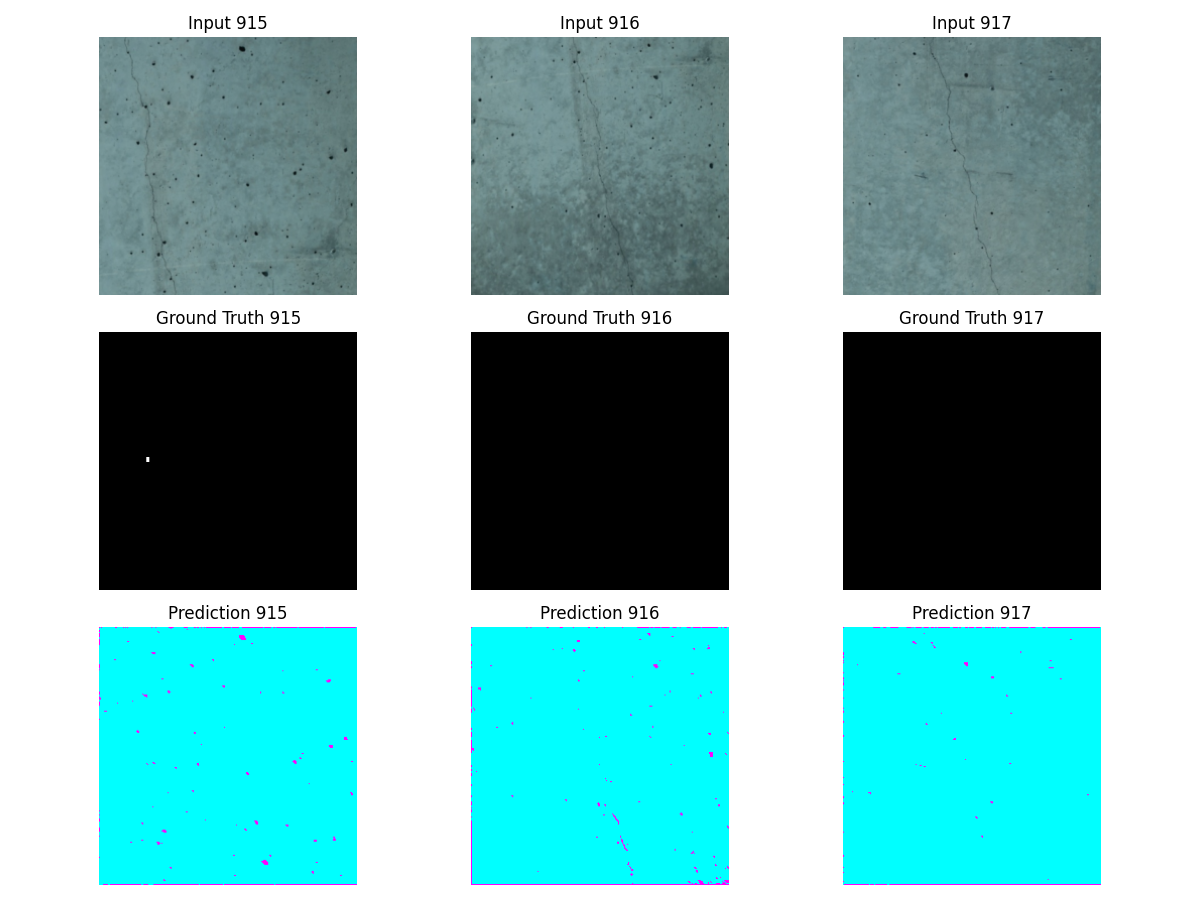 Input 915
Input 916
Input 917
Ground Truth 915
Ground Truth 916
Ground Truth 917
Prediction 915
Prediction 916
Prediction 917